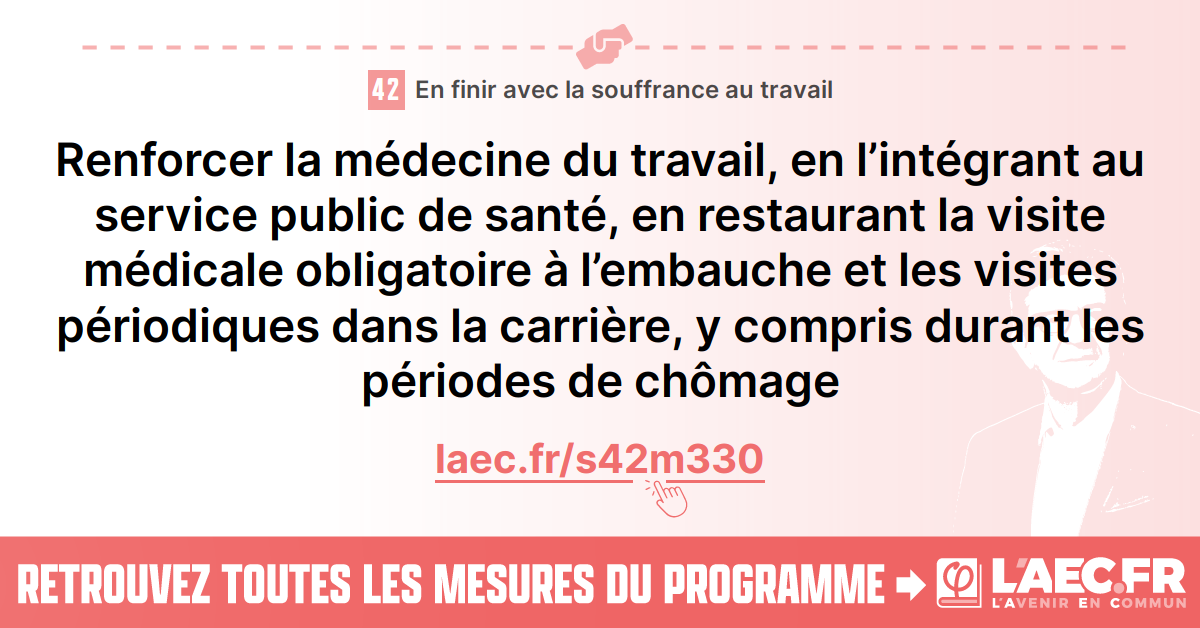 42 En finir avec la souffrance au travail
Renforcer la médecine du travail, en l’intégrant au
service public de santé, en restaurant la visite
médicale obligatoire à l’embauche et les visites
périodiques dans la carrière, y compris durant les
périodes de chômage
laec.fr/s42m330
RETROUVEZ TOUTES LES MESURES DU PROGRAMME
φ L'AEC.FR
L'AVENIR EN COMMUN